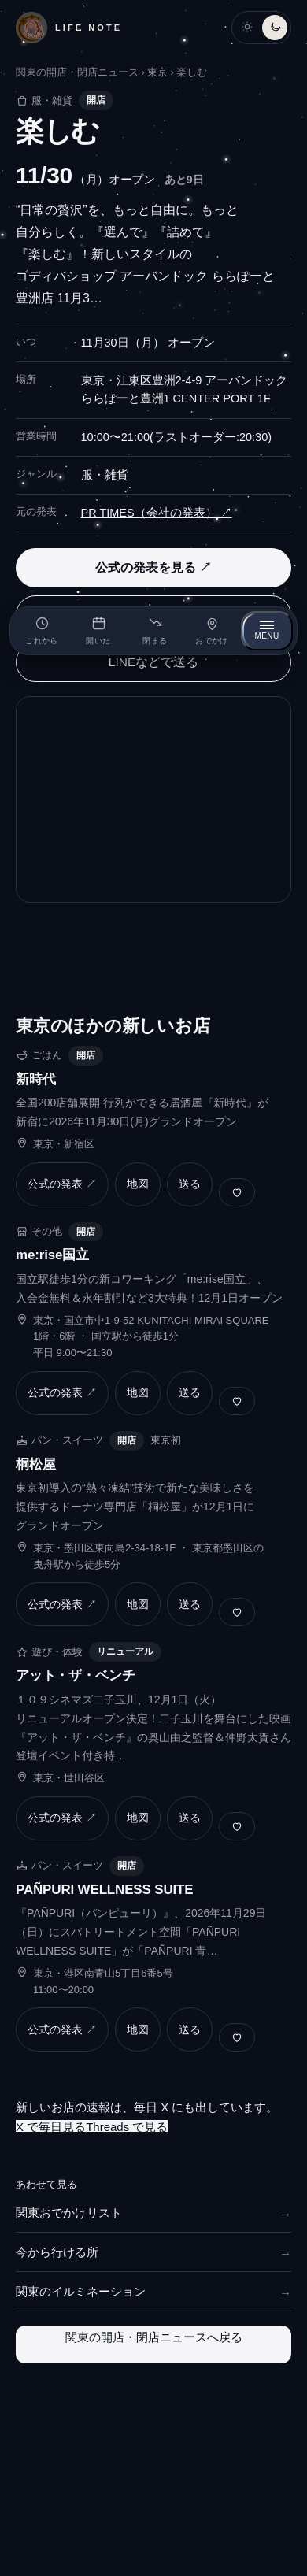 LIFE NOTE
関東の開店・閉店ニュース › 東京 › 楽しむ
服・雑貨 開店
楽しむ
11/30（月）オープン あと9日
“日常の贅沢”を、もっと自由に。もっと
自分らしく。『選んで』『詰めて』
『楽しむ』！新しいスタイルの
ゴディバショップ アーバンドック ららぽーと
豊洲店 11月3…
いつ 11月30日（月） オープン
場所 東京・江東区豊洲2-4-9 アーバンドック
ららぽーと豊洲1 CENTER PORT 1F
営業時間 10:00〜21:00(ラストオーダー:20:30)
ジャンル 服・雑貨
元の発表 PR TIMES（会社の発表） ↗
公式の発表を見る ↗
これから 開いた 閉まる おでかけ MENU
LINEなどで送る
東京のほかの新しいお店
ごはん 開店
新時代
全国200店舗展開 行列ができる居酒屋『新時代』が
新宿に2026年11月30日(月)グランドオープン
東京・新宿区
公式の発表 ↗ 地図 送る ♡
その他 開店
me:rise国立
国立駅徒歩1分の新コワーキング「me:rise国立」、
入会金無料＆永年割引など3大特典！12月1日オープン
東京・国立市中1-9-52 KUNITACHI MIRAI SQUARE
1階・6階 ・ 国立駅から徒歩1分
平日 9:00〜21:30
公式の発表 ↗ 地図 送る ♡
パン・スイーツ 開店 東京初
桐松屋
東京初導入の“熱々凍結”技術で新たな美味しさを
提供するドーナツ専門店「桐松屋」が12月1日に
グランドオープン
東京・墨田区東向島2-34-18-1F ・ 東京都墨田区の
曳舟駅から徒歩5分
公式の発表 ↗ 地図 送る ♡
遊び・体験 リニューアル
アット・ザ・ベンチ
１０９シネマズ二子玉川、12月1日（火）
リニューアルオープン決定！二子玉川を舞台にした映画
『アット・ザ・ベンチ』の奥山由之監督＆仲野太賀さん
登壇イベント付き特…
東京・世田谷区
公式の発表 ↗ 地図 送る ♡
パン・スイーツ 開店
PAÑPURI WELLNESS SUITE
『PAÑPURI（パンピューリ）』、2026年11月29日
（日）にスパトリートメント空間「PAÑPURI
WELLNESS SUITE」が「PAÑPURI 青…
東京・港区南青山5丁目6番5号
11:00〜20:00
公式の発表 ↗ 地図 送る ♡
新しいお店の速報は、毎日 X にも出しています。
X で毎日見るThreads で見る
あわせて見る
関東おでかけリスト →
今から行ける所 →
関東のイルミネーション →
関東の開店・閉店ニュースへ戻る